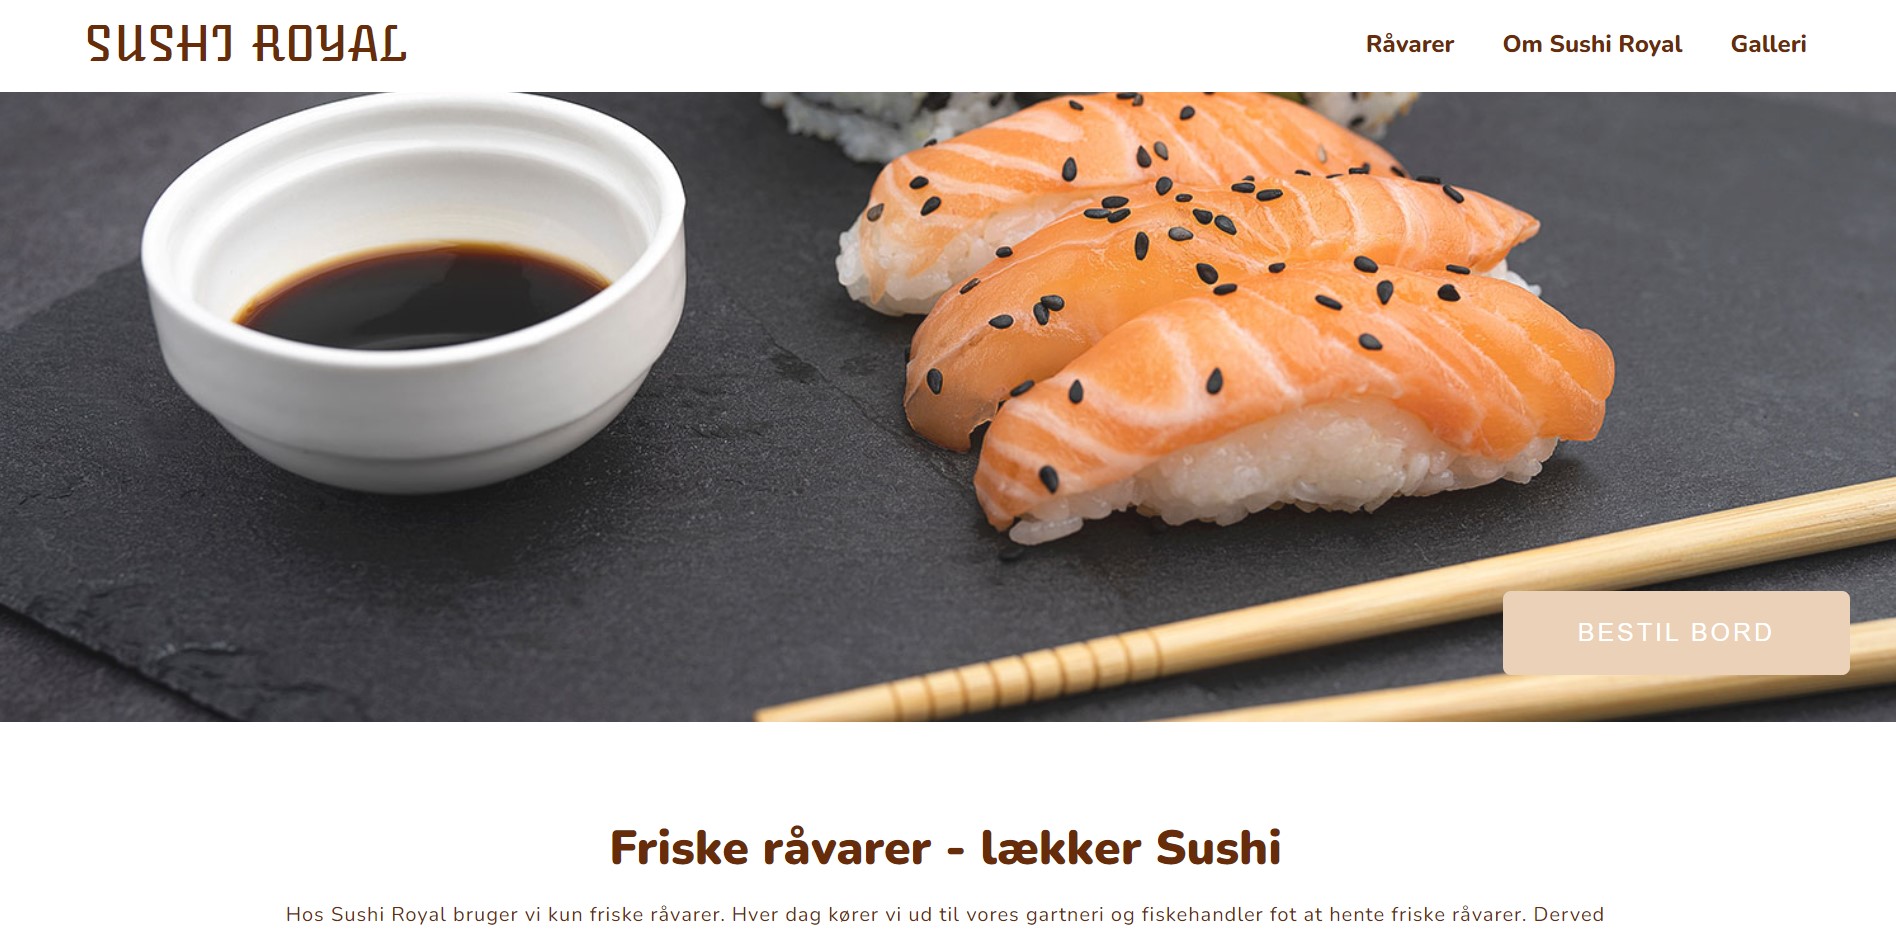 SUSHI ROYAL
Råvarer Om Sushi Royal Galleri
BESTIL BORD
Friske råvarer - lækker Sushi
Hos Sushi Royal bruger vi kun friske råvarer. Hver dag kører vi ud til vores gartneri og fiskehandler fot at hente friske råvarer. Derved